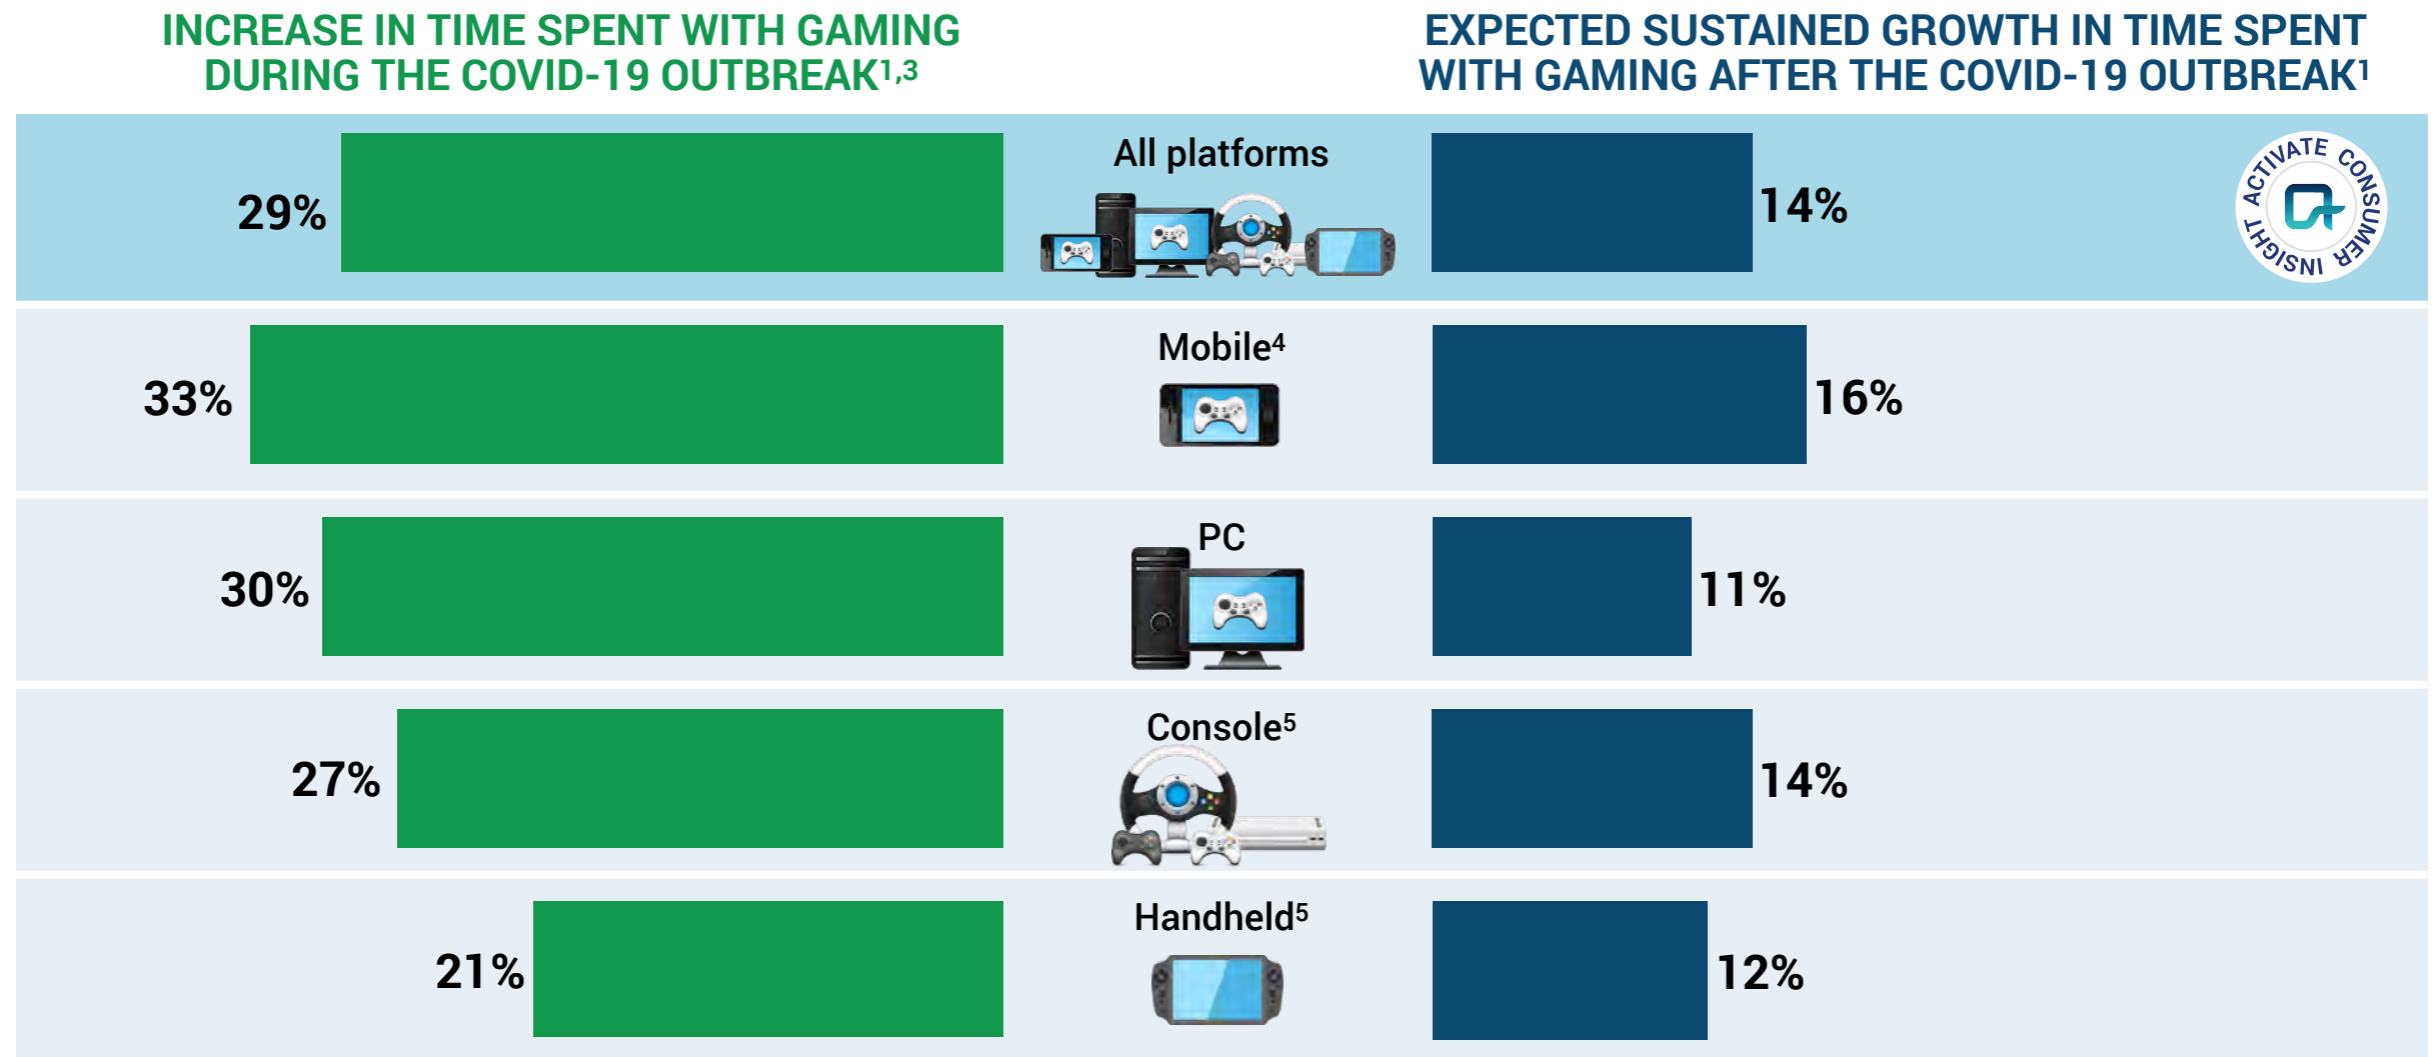 INCREASE IN TIME SPENT WITH GAMING
DURING THE COVID-19 OUTBREAK1,3
EXPECTED SUSTAINED GROWTH IN TIME SPENT
WITH GAMING AFTER THE COVID-19 OUTBREAK1
29%
All platforms
14%
ACTIVATE CONSUMER INSIGHT
33%
Mobile4
16%
30%
PC
11%
27%
Console5
14%
21%
Handheld5
12%